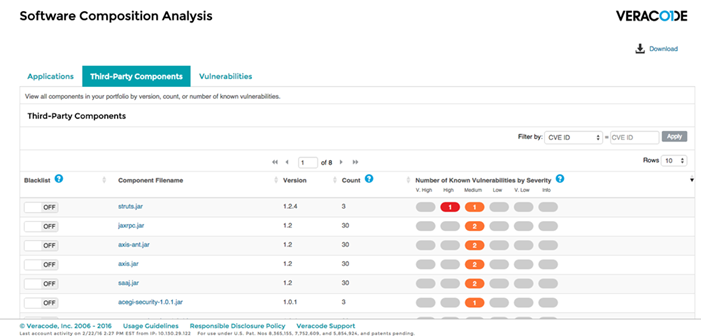 Software Composition Analysis
VERACODE
Download
Applications Third-Party Components Vulnerabilities
View all components in your portfolio by version, count, or number of known vulnerabilities.
Third-Party Components
Filter by: CVE ID = CVE ID Apply
1 of 8 Rows 10
Blacklist ? Component Filename Version Count ? Number of Known Vulnerabilities by Severity ?
V. High High Medium Low V. Low Info
OFF struts.jar 1.2.4 3 1 1
OFF jaxrpc.jar 1.2 30 2
OFF axis-ant.jar 1.2 30 2
OFF axis.jar 1.2 30 2
OFF saaj.jar 1.2 30 2
OFF acegi-security-1.0.1.jar 1.0.1 3 1
© Veracode, Inc. 2006 - 2016 Usage Guidelines Responsible Disclosure Policy Veracode Support
Last account activity on 2/22/16 3:27 PM EST from IP: 10.150.29.122 For use under U.S. Pat. Nos 8,365,155, 7,752,609, and 5,854,924, and patents pending.